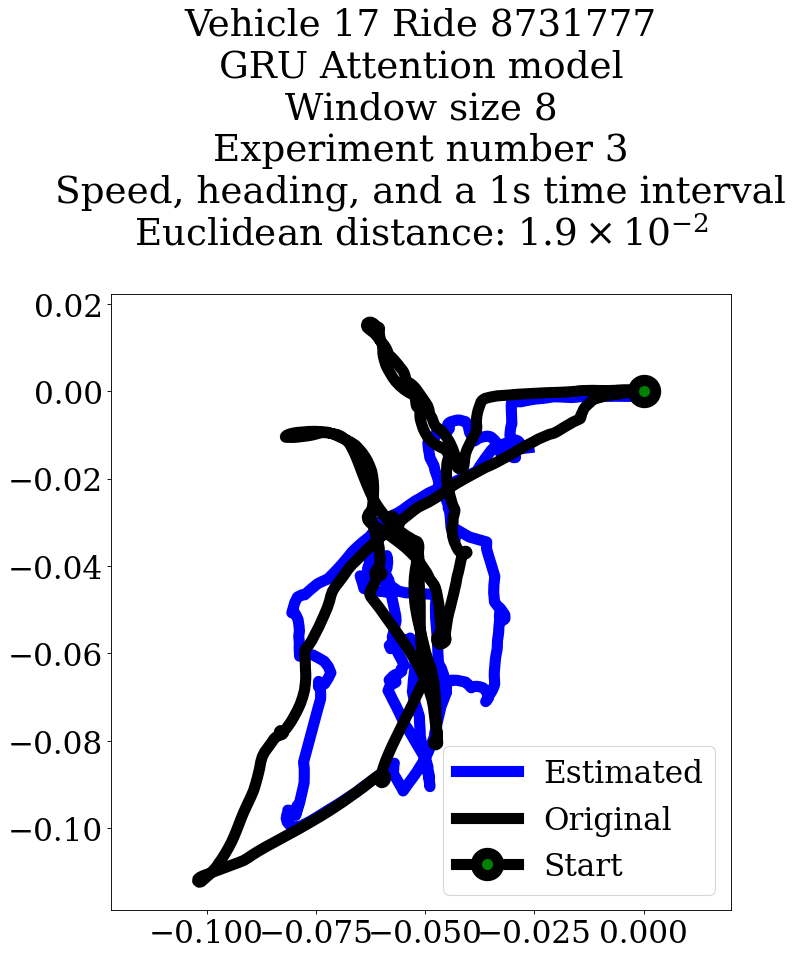 Vehicle 17 Ride 8731777
GRU Attention model
Window size 8
Experiment number 3
Speed, heading, and a 1s time interval
Euclidean distance: 1.9 × 10⁻²
0.02
0.00
−0.02
−0.04
−0.06
−0.08
−0.10
Estimated
Original
Start
−0.100 −0.075 −0.050 −0.025 0.000